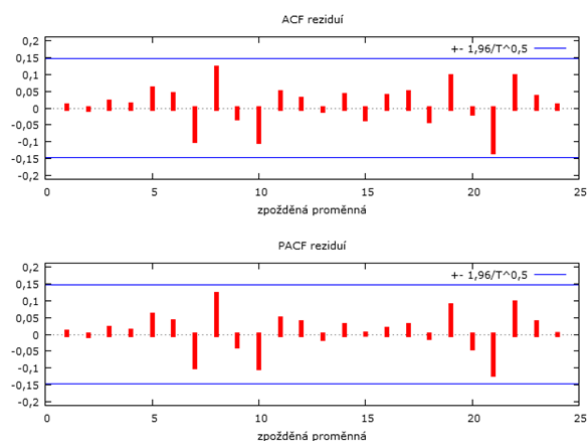 ACF reziduí
+- 1,96/T^0,5
0,2
0,15
0,1
0,05
0
-0,05
-0,1
-0,15
-0,2
0 5 10 15 20 25
zpožděná proměnná
PACF reziduí
+- 1,96/T^0,5
0,2
0,15
0,1
0,05
0
-0,05
-0,1
-0,15
-0,2
0 5 10 15 20 25
zpožděná proměnná